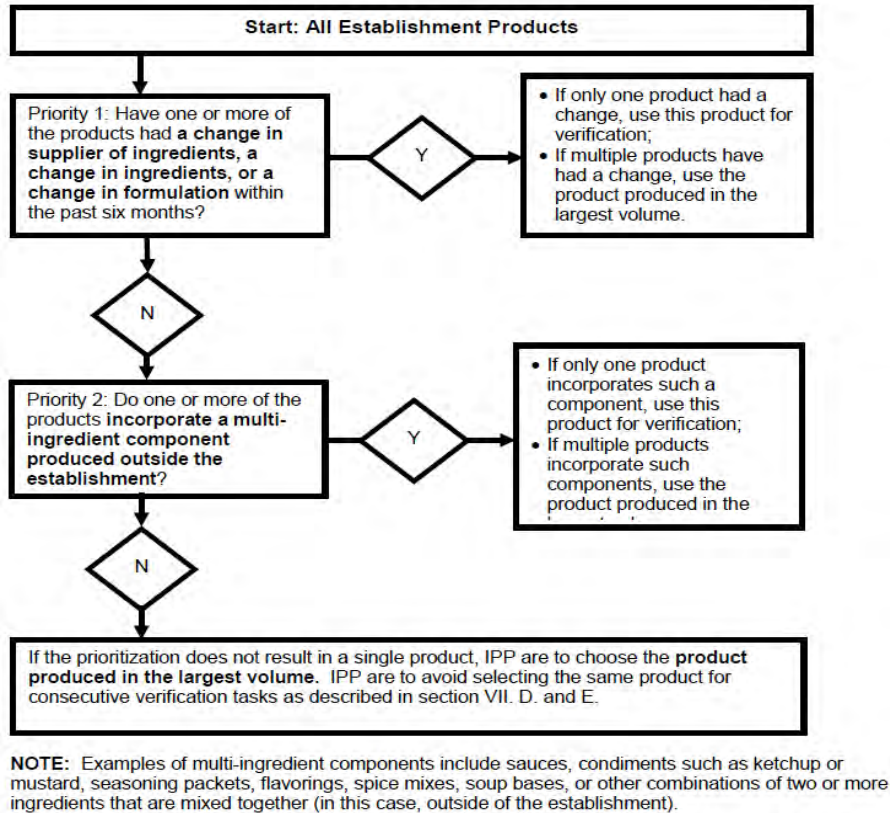 Start: All Establishment Products
Priority 1: Have one or more of
the products had a change in
supplier of ingredients, a
change in ingredients, or a
change in formulation within
the past six months?
Y
• If only one product had a
change, use this product for
verification;
• If multiple products have
had a change, use the
product produced in the
largest volume.
N
Priority 2: Do one or more of the
products incorporate a multi-
ingredient component
produced outside the
establishment?
Y
• If only one product
incorporates such a
component, use this
product for verification;
• If multiple products
incorporate such
components, use the
product produced in the
N
If the prioritization does not result in a single product, IPP are to choose the product
produced in the largest volume. IPP are to avoid selecting the same product for
consecutive verification tasks as described in section VII. D. and E.
NOTE: Examples of multi-ingredient components include sauces, condiments such as ketchup or
mustard, seasoning packets, flavorings, spice mixes, soup bases, or other combinations of two or more
ingredients that are mixed together (in this case, outside of the establishment).